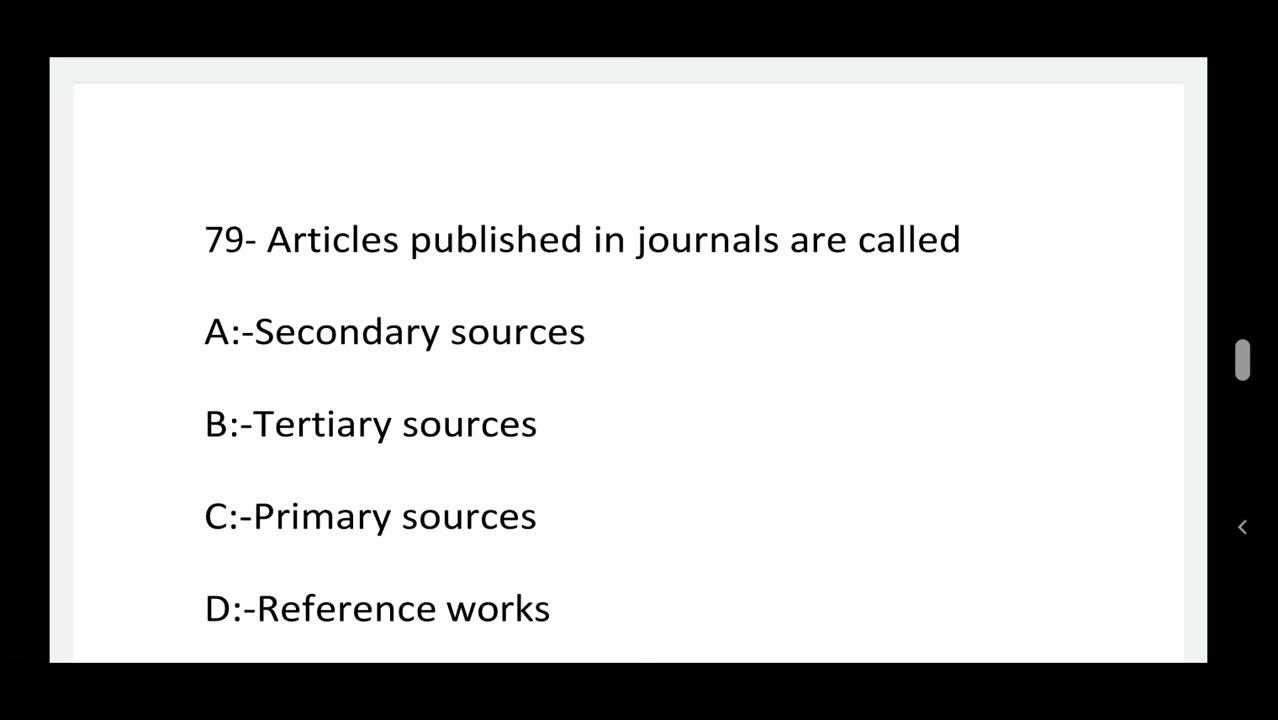 79- Articles published in journals are called
A:-Secondary sources
B:-Tertiary sources
C:-Primary sources
D:-Reference works